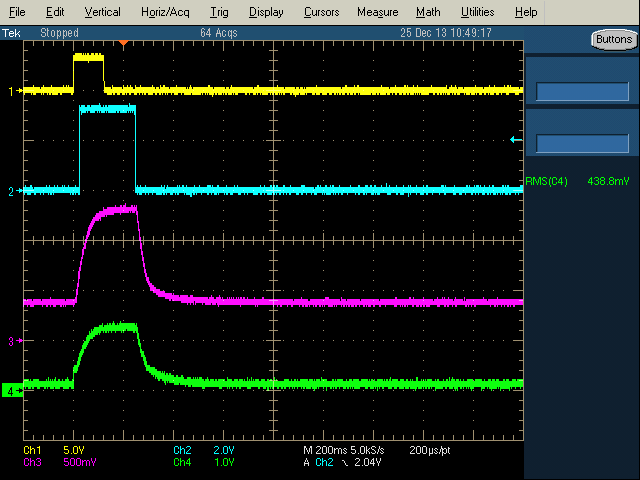 File Edit Vertical Horiz/Acq Trig Display Cursors Measure Math Utilities Help
Tek Stopped 64 Acqs 25 Dec 13 10:49:17 Buttons
1
2
RMS(C4) 438.8mV
3
4
Ch1 5.0V Ch2 2.0V M 200ms 5.0kS/s 200µs/pt
Ch3 500mV Ch4 1.0V A Ch2 ∖ 2.04V